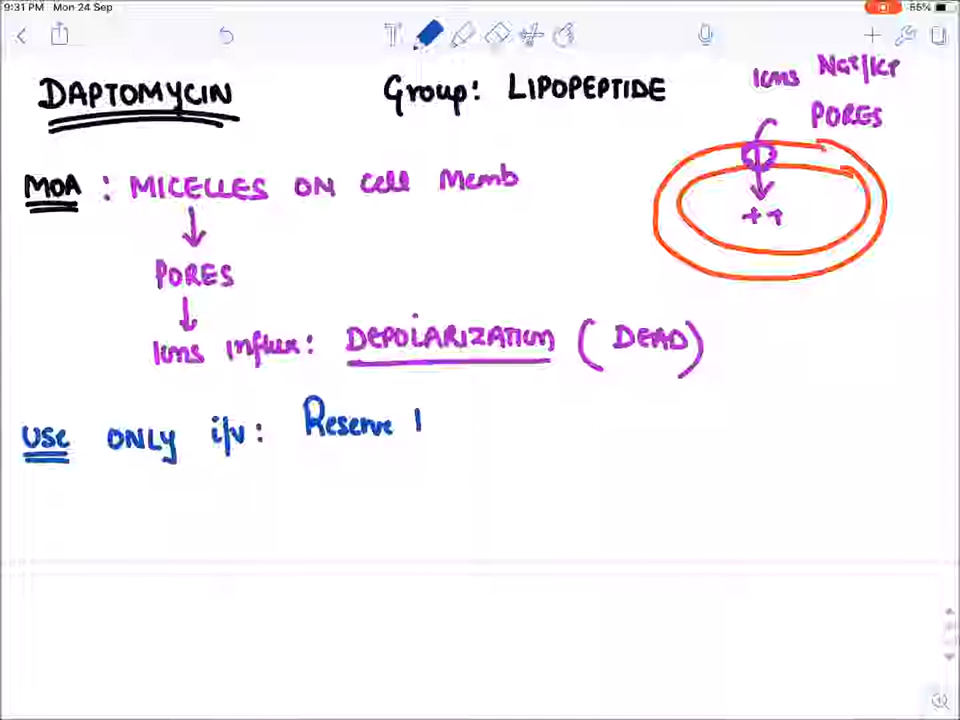 9:31 PM Mon 24 Sep
55%
DAPTOMYCIN Group: LIPOPEPTIDE
Ions Na+/K+
PORES
++
MOA : MICELLES ON Cell Memb
PORES
Ions Influx: DEPOLARIZATION (DEAD)
USE ONLY i/v: Reserve